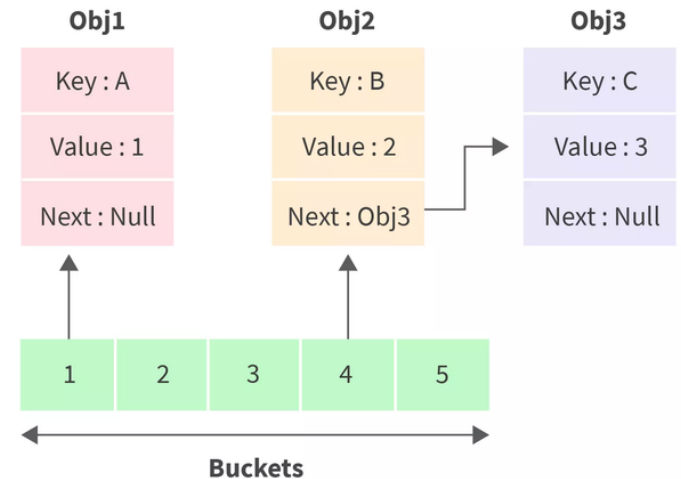 Obj1
Obj2
Obj3
Key : A
Key : B
Key : C
Value : 1
Value : 2
Value : 3
Next : Null
Next : Obj3
Next : Null
1
2
3
4
5
Buckets